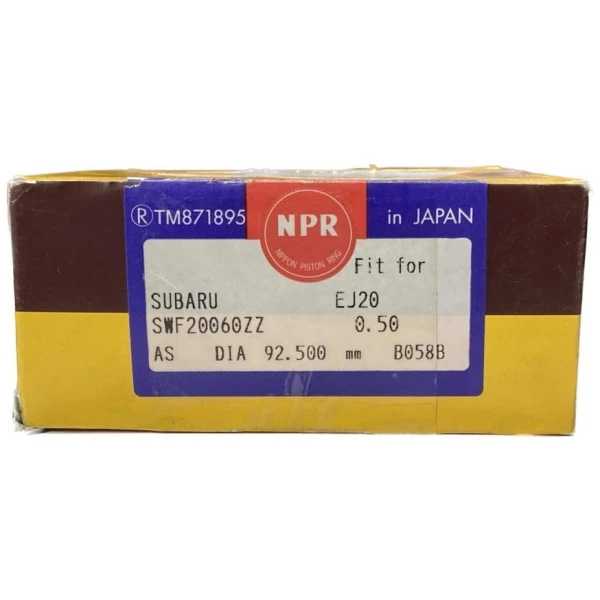 ® TM871895 NPR in JAPAN
NIPPON PISTON RING
Fit for
SUBARU EJ20
SWF20060ZZ 0.50
AS DIA 92.500 mm B058B